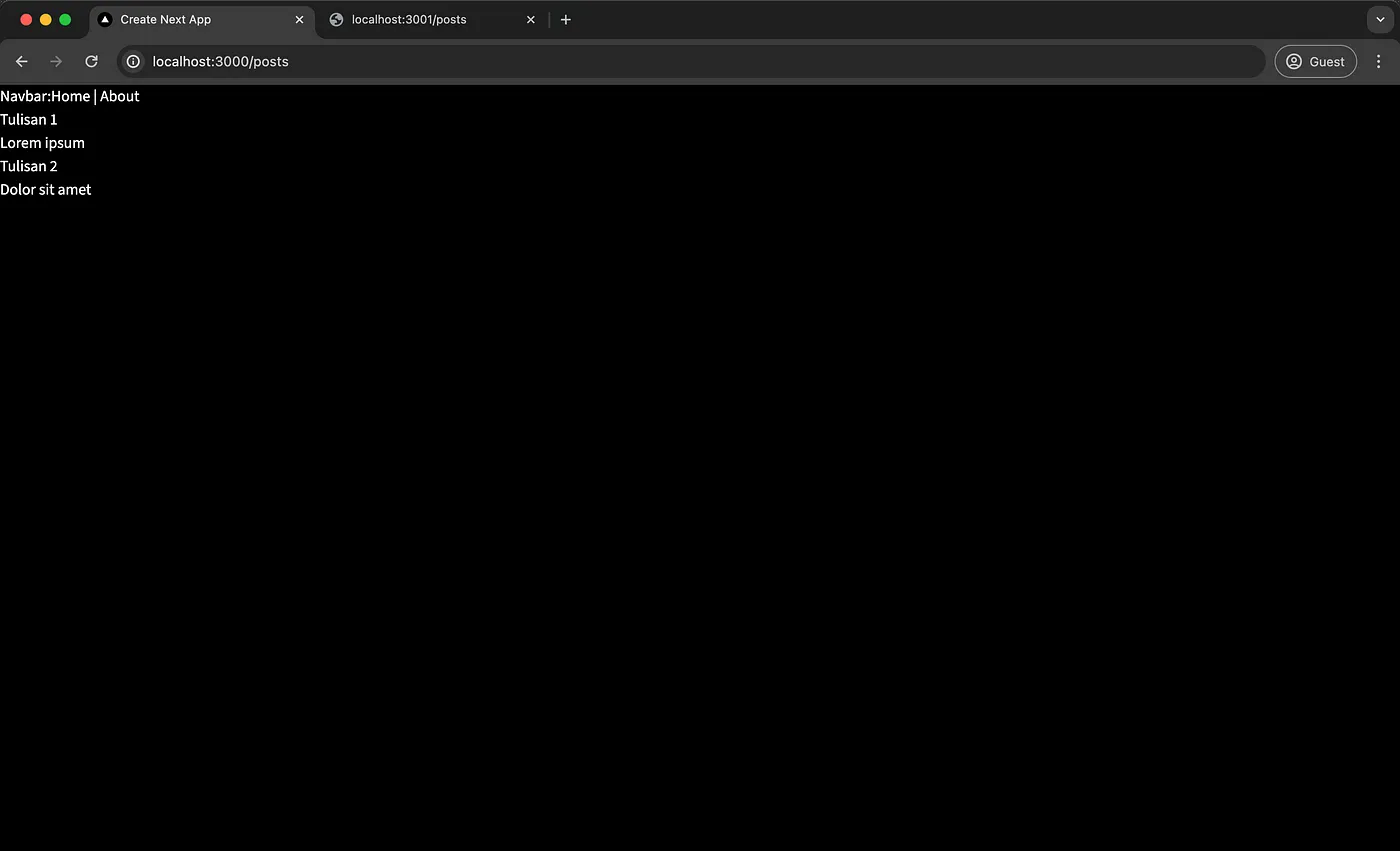 Create Next App
localhost:3001/posts
localhost:3000/posts
Guest
Navbar:Home | About
Tulisan 1
Lorem ipsum
Tulisan 2
Dolor sit amet